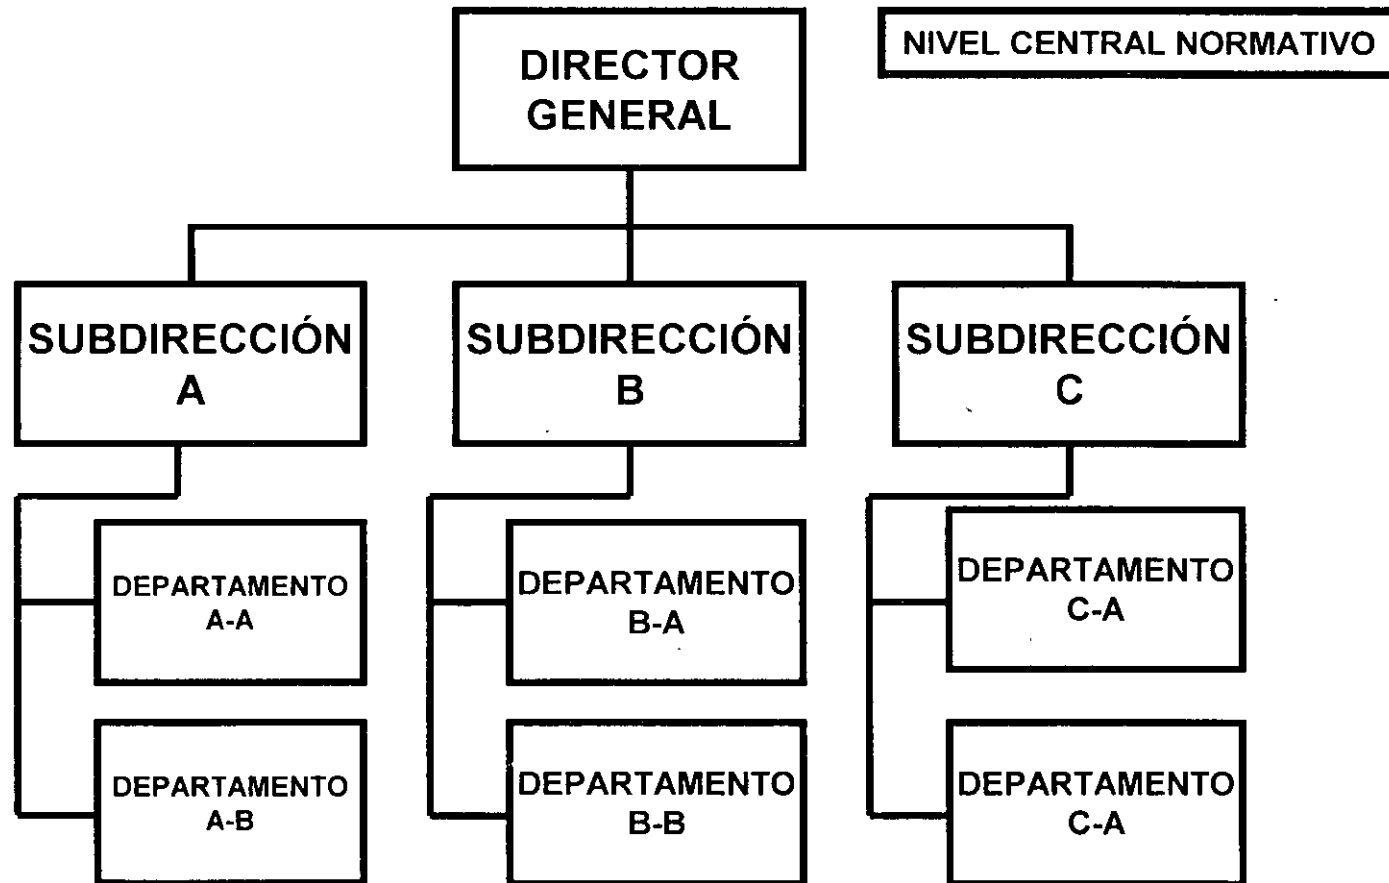 DIRECTOR
GENERAL
NIVEL CENTRAL NORMATIVO
SUBDIRECCIÓN
A
SUBDIRECCIÓN
B
SUBDIRECCIÓN
C
DEPARTAMENTO
A-A
DEPARTAMENTO
B-A
DEPARTAMENTO
C-A
DEPARTAMENTO
A-B
DEPARTAMENTO
B-B
DEPARTAMENTO
C-A